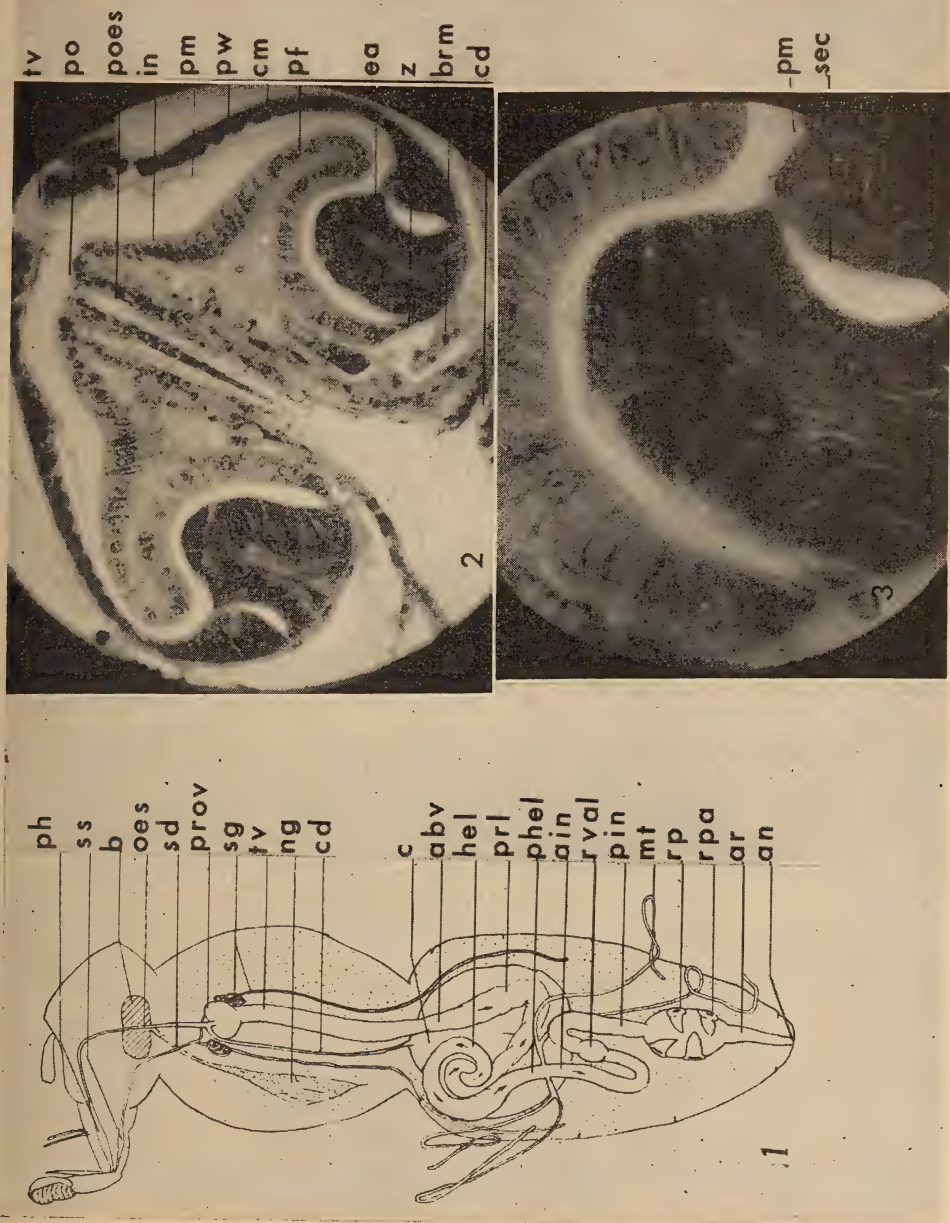 tv
po
poes
in
pm
pw
cm
pf
ea
z
brm
cd
2
pm
sec
3
ph
ss
b
oes
sd
prov
sg
tv
ng
cd
c
abv
hel
prl
phel
ain
rval
pin
mt
rp
rpa
ar
an
1